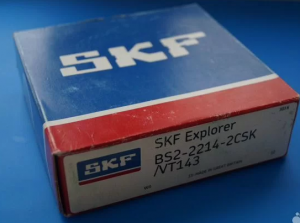 SKF
SKF Explorer
BS2-2214-2CSK
/VT143
SKF